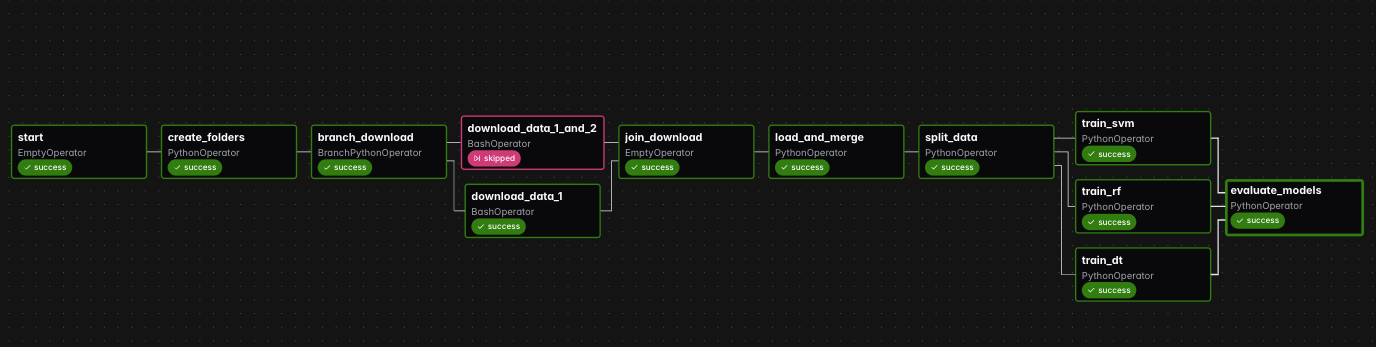 start
EmptyOperator
success
create_folders
PythonOperator
success
branch_download
BranchPythonOperator
success
download_data_1_and_2
BashOperator
skipped
download_data_1
BashOperator
success
join_download
EmptyOperator
success
load_and_merge
PythonOperator
success
split_data
PythonOperator
success
train_svm
PythonOperator
success
train_rf
PythonOperator
success
train_dt
PythonOperator
success
evaluate_models
PythonOperator
success